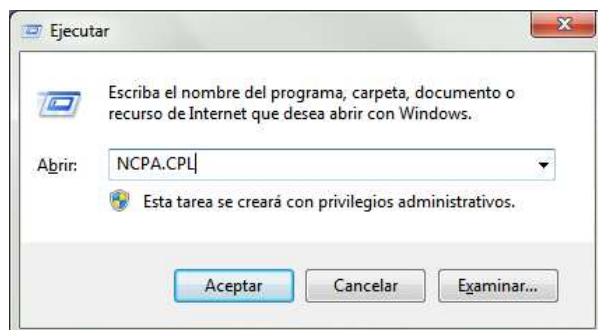 Ejecutar
Escriba el nombre del programa, carpeta, documento o
recurso de Internet que desea abrir con Windows.
Abrir: NCPA.CPL
Esta tarea se creará con privilegios administrativos.
Aceptar Cancelar Examinar...